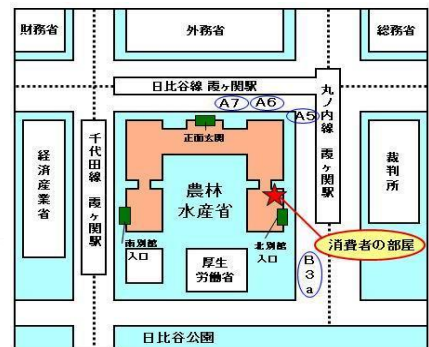 財務省
外務省
総務省
日比谷線 霞ヶ関駅
A7
A6
A5
丸ノ内線 霞ヶ関駅
正面玄関
経済産業省
千代田線 霞ヶ関駅
農林
水産省
裁判所
南別館
入口
北別館
入口
消費者の部屋
厚生
労働省
B3a
日比谷公園